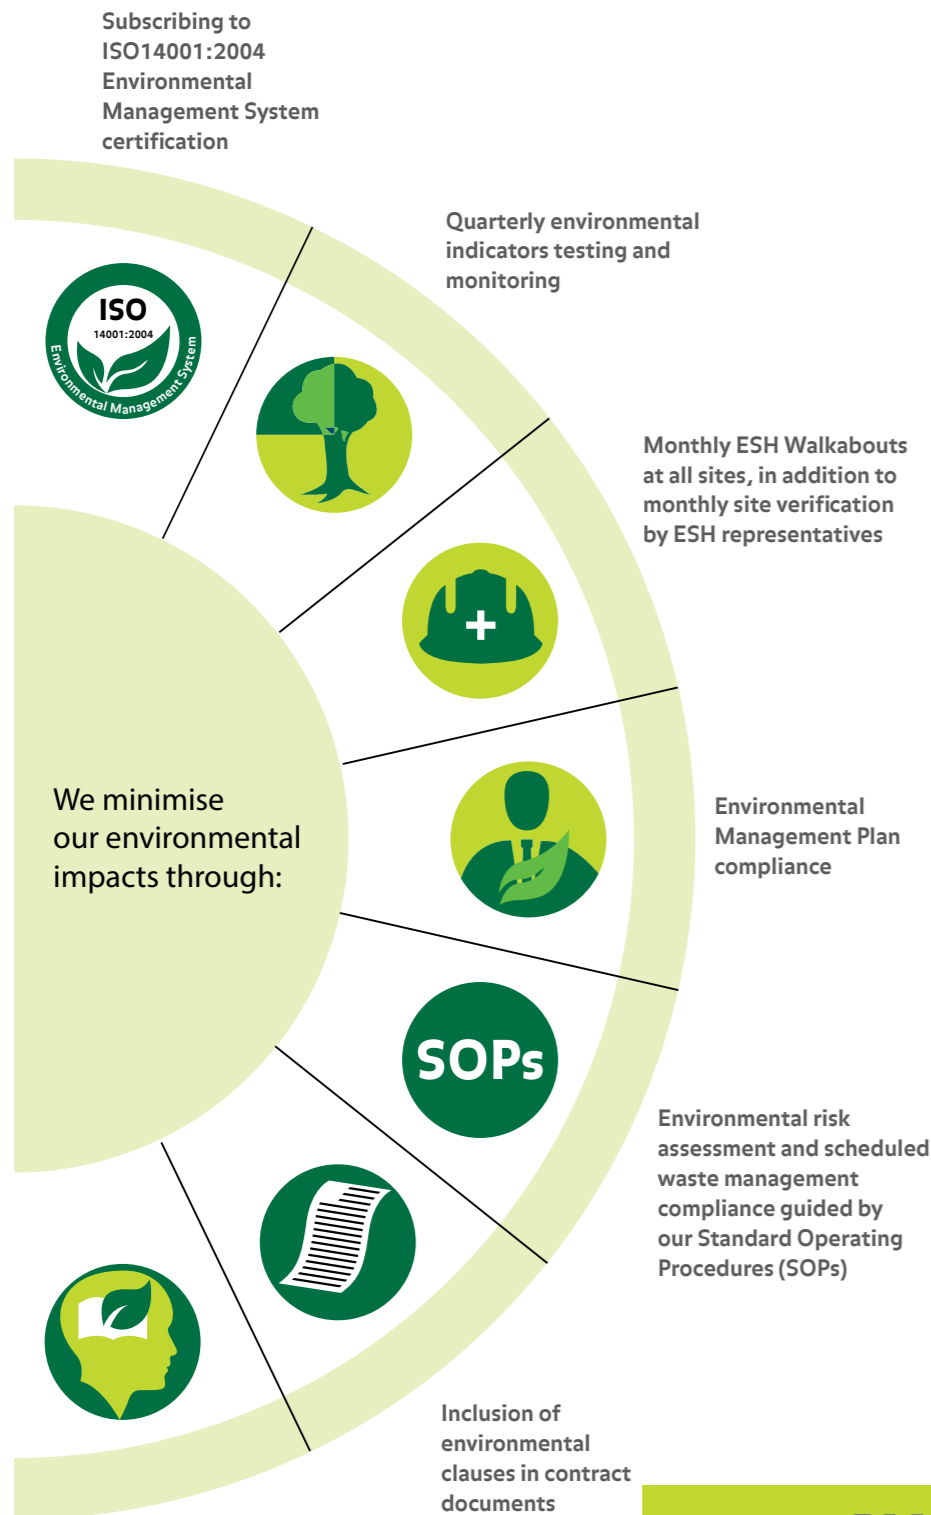 Subscribing to
ISO14001:2004
Environmental
Management System
certification
Quarterly environmental
indicators testing and
monitoring
ISO
14001:2004
Environmental Management System
Monthly ESH Walkabouts
at all sites, in addition to
monthly site verification
by ESH representatives
+
We minimise
our environmental
impacts through:
Environmental
Management Plan
compliance
SOPs
Environmental risk
assessment and scheduled
waste management
compliance guided by
our Standard Operating
Procedures (SOPs)
Inclusion of
environmental
clauses in contract
documents